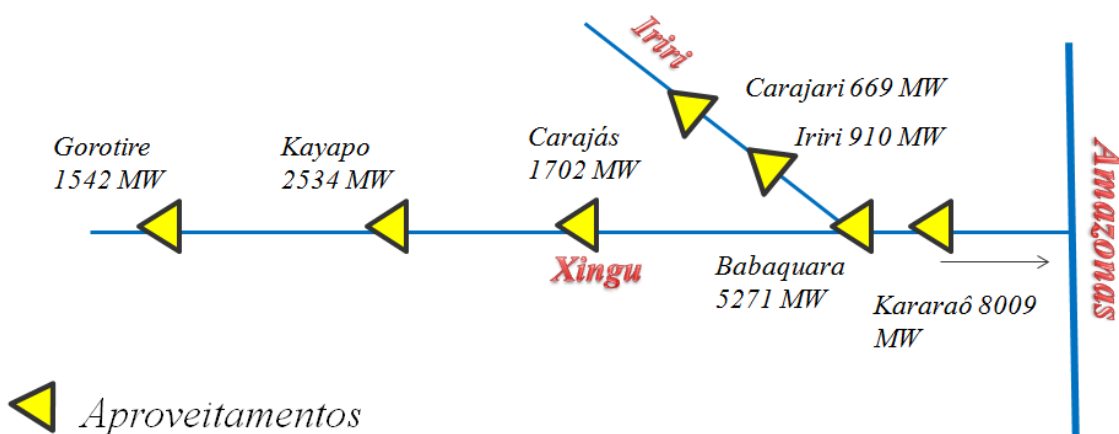 Iriri
Carajari 669 MW
Iriri 910 MW
Gorotire
1542 MW
Kayapo
2534 MW
Carajás
1702 MW
Amazonas
Xingu
Babaquara
5271 MW
Kararaô 8009
MW
Aproveitamentos